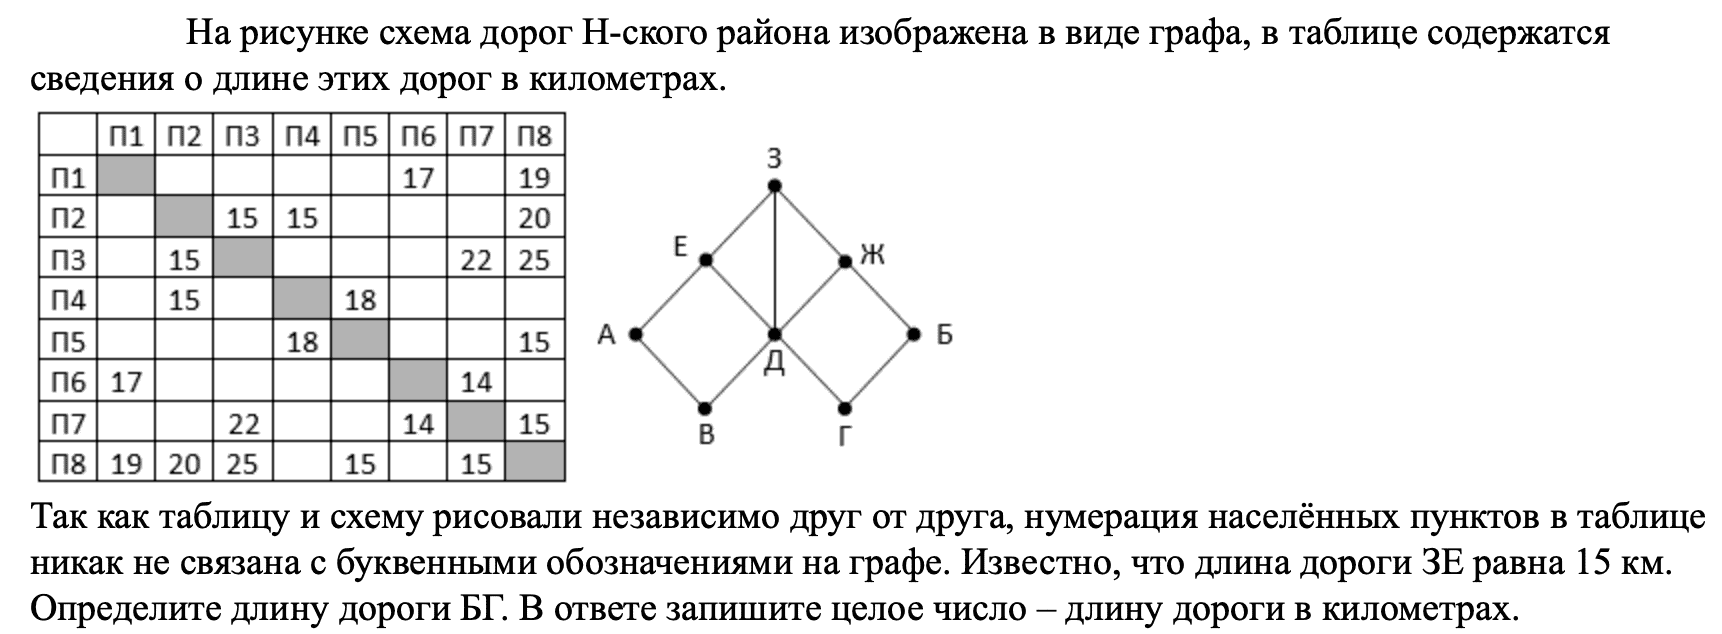 На рисунке схема дорог Н-ского района изображена в виде графа, в таблице содержатся
сведения о длине этих дорог в километрах.
П1 П2 П3 П4 П5 П6 П7 П8
П1 17 19
П2 15 15 20
П3 15 22 25
П4 15 18
П5 18 15
П6 17 14
П7 22 14 15
П8 19 20 25 15 15
З
Е
Ж
А
Б
Д
В
Г
Так как таблицу и схему рисовали независимо друг от друга, нумерация населённых пунктов в таблице
никак не связана с буквенными обозначениями на графе. Известно, что длина дороги ЗЕ равна 15 км.
Определите длину дороги БГ. В ответе запишите целое число – длину дороги в километрах.